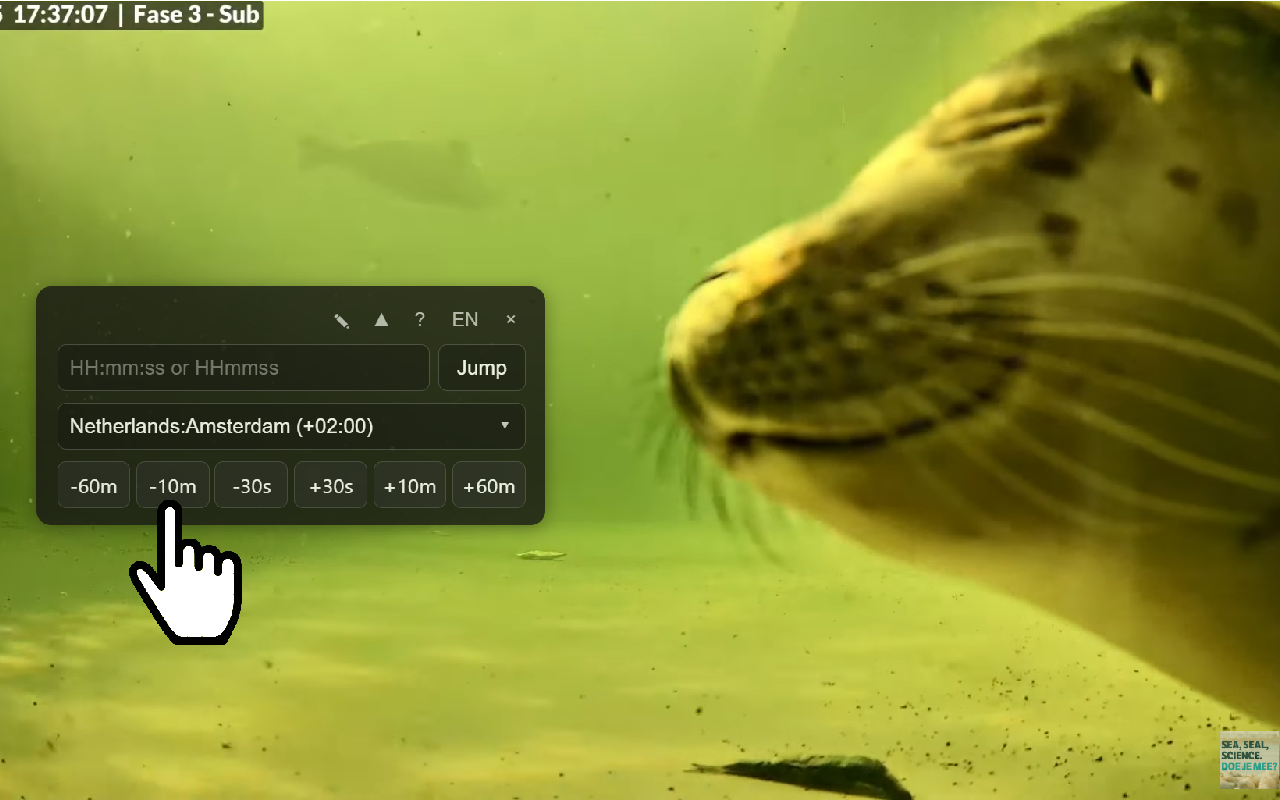 17:37:07 | Fase 3 - Sub
? EN ×
HH:mm:ss or HHmmss
Jump
Netherlands:Amsterdam (+02:00)
-60m -10m -30s +30s +10m +60m
SEA, SEAL,
SCIENCE.
DOE JE MEE?